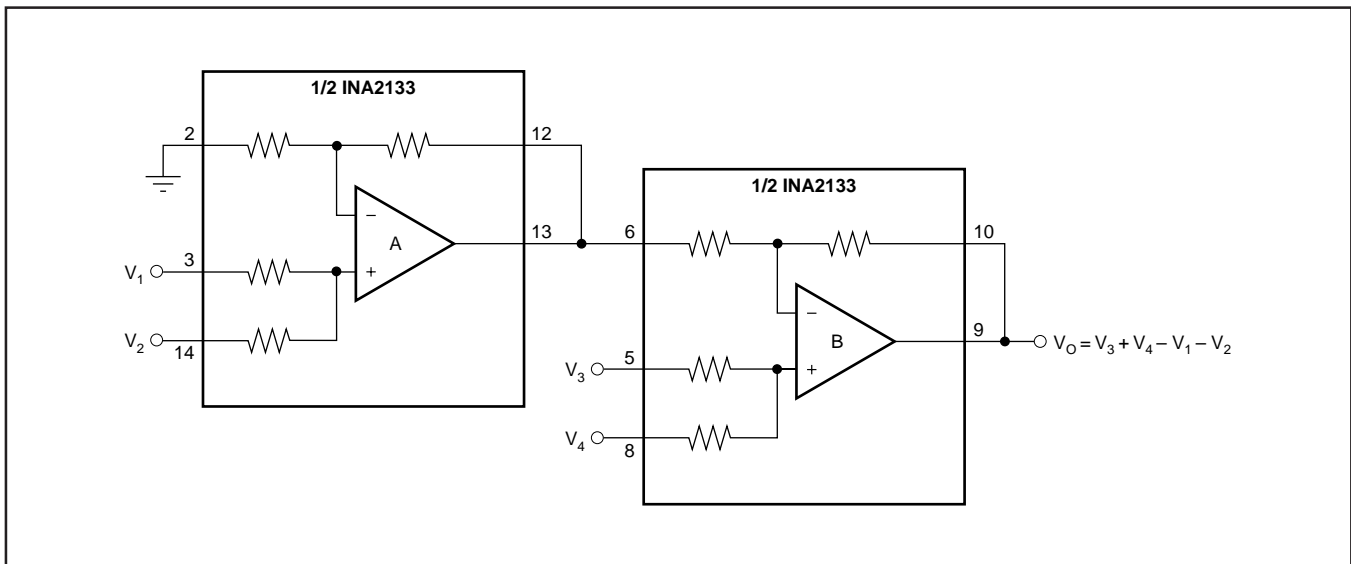 1/2 INA2133
2
12
A
−
+
13
V1
3
V2
14
1/2 INA2133
6
10
B
−
+
9
V3
5
V4
8
VO = V3 + V4 – V1 – V2